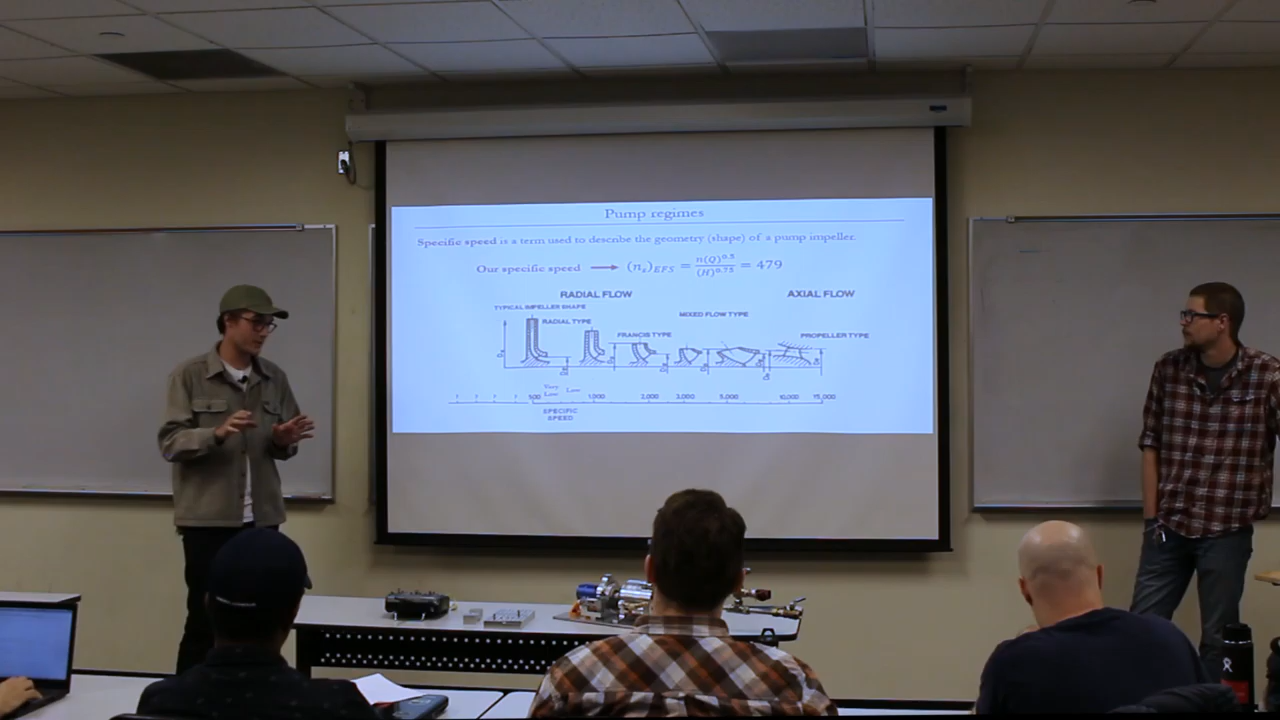 Pump regimes
Specific speed is a term used to describe the geometry (shape) of a pump impeller.
Our specific speed ⟶ (nₛ)EFS = n(Q)^0.5 / (H)^0.75 = 479
RADIAL FLOW AXIAL FLOW
TYPICAL IMPELLER SHAPE
MIXED FLOW TYPE
RADIAL TYPE
FRANCIS TYPE PROPELLER TYPE
Very Low Low
500 1,000 2,000 3,000 5,000 10,000 15,000
SPECIFIC
SPEED